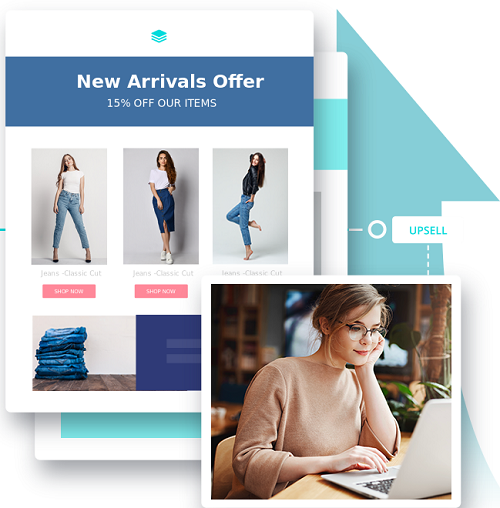 New Arrivals Offer
15% OFF OUR ITEMS
Jeans -Classic Cut
Jeans -Classic Cut
Jeans -Classic Cut
SHOP NOW
SHOP NOW
UPSELL